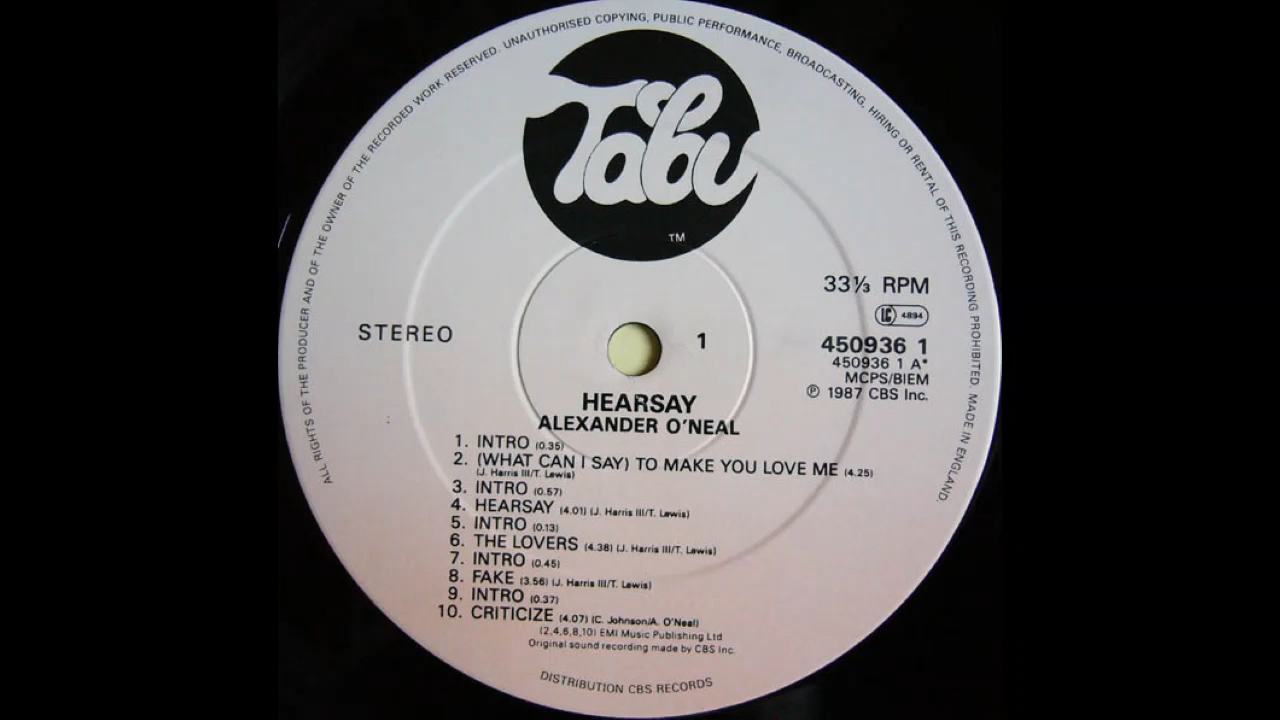 ALL RIGHTS OF THE PRODUCER AND OF THE OWNER OF THE RECORDED WORK RESERVED. UNAUTHORISED COPYING, PUBLIC PERFORMANCE, BROADCASTING, HIRING OR RENTAL OF THIS RECORDING PROHIBITED. MADE IN ENGLAND.
Tabu
TM
33⅓ RPM
LC 4894
STEREO
1
450936 1
450936 1 A*
MCPS/BIEM
℗ 1987 CBS Inc.
HEARSAY
ALEXANDER O'NEAL
1. INTRO (0.35)
2. (WHAT CAN I SAY) TO MAKE YOU LOVE ME (4.25)
(J. Harris III/T. Lewis)
3. INTRO (0.57)
4. HEARSAY (4.01) (J. Harris III/T. Lewis)
5. INTRO (0.13)
6. THE LOVERS (4.38) (J. Harris III/T. Lewis)
7. INTRO (0.45)
8. FAKE (3.56) (J. Harris III/T. Lewis)
9. INTRO (0.37)
10. CRITICIZE (4.07) (C. Johnson/A. O'Neal)
(2,4,6,8,10) EMI Music Publishing Ltd
Original sound recording made by CBS Inc.
DISTRIBUTION CBS RECORDS